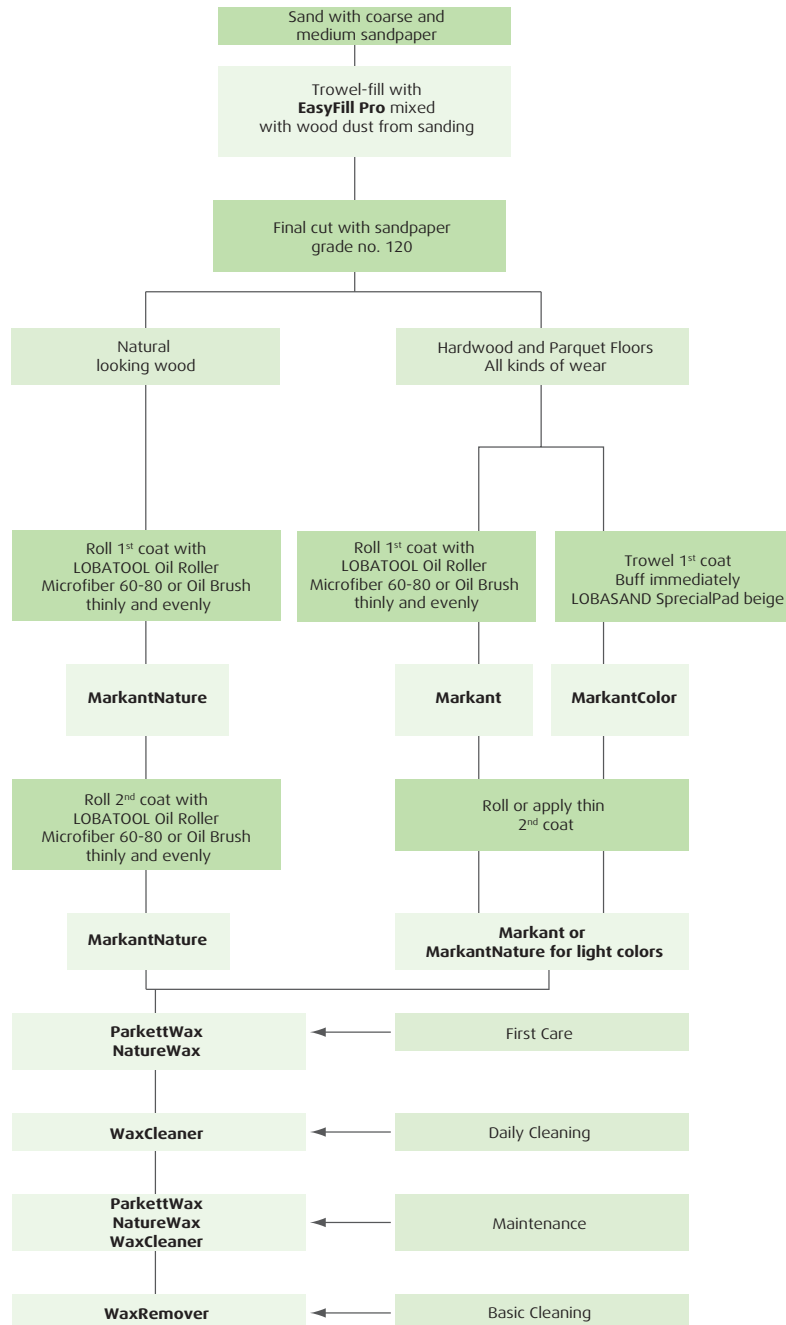 Sand with coarse and
medium sandpaper
Trowel-fill with
EasyFill Pro mixed
with wood dust from sanding
Final cut with sandpaper
grade no. 120
Natural
looking wood
Hardwood and Parquet Floors
All kinds of wear
Roll 1st coat with
LOBATOOL Oil Roller
Microfiber 60-80 or Oil Brush
thinly and evenly
Roll 1st coat with
LOBATOOL Oil Roller
Microfiber 60-80 or Oil Brush
thinly and evenly
Trowel 1st coat
Buff immediately
LOBASAND SprecialPad beige
MarkantNature
Markant
MarkantColor
Roll 2nd coat with
LOBATOOL Oil Roller
Microfiber 60-80 or Oil Brush
thinly and evenly
Roll or apply thin
2nd coat
MarkantNature
Markant or
MarkantNature for light colors
ParkettWax
NatureWax
First Care
WaxCleaner
Daily Cleaning
ParkettWax
NatureWax
WaxCleaner
Maintenance
WaxRemover
Basic Cleaning